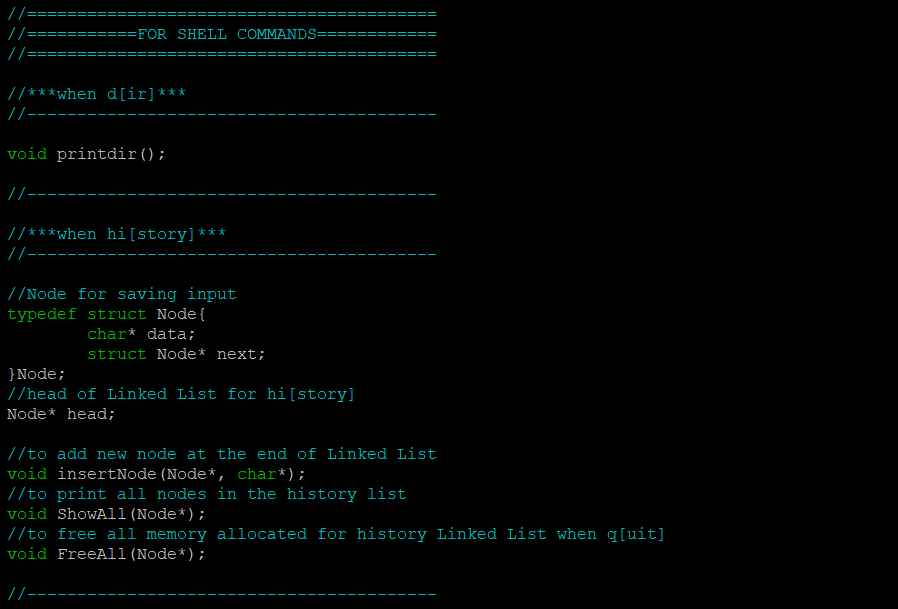 //=========================================
//===========FOR SHELL COMMANDS============
//=========================================
//***when d[ir]***
//-----------------------------------------
void printdir();
//-----------------------------------------
//***when hi[story]***
//-----------------------------------------
//Node for saving input
typedef struct Node{
        char* data;
        struct Node* next;
}Node;
//head of Linked List for hi[story]
Node* head;
//to add new node at the end of Linked List
void insertNode(Node*, char*);
//to print all nodes in the history list
void ShowAll(Node*);
//to free all memory allocated for history Linked List when q[uit]
void FreeAll(Node*);
//-----------------------------------------